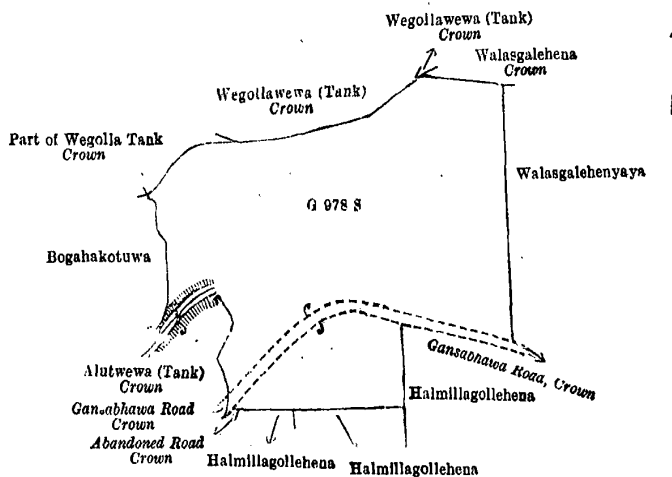 Wegollawewa (Tank)
Crown
Walasgalehena
Crown
Wegollawewa (Tank)
Crown
Part of Wegolla Tank
Crown
Walasgalehenyaya
G 978 S
Bogahakotuwa
Gansabhawa Road, Crown
Alutwewa (Tank)
Crown
Halmillagollehena
Gansabhawa Road
Crown
Abandoned Road
Crown
Halmillagollehena
Halmillagollehena